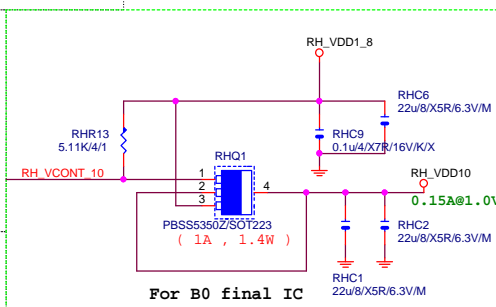 RH_VDD1_8
RHC6
22u/8/X5R/6.3V/M
RHR13
5.11K/4/1
RHC9
0.1u/4/X7R/16V/K/X
RHQ1
RH_VCONT_10
1
2
3
4
RH_VDD10
0.15A@1.0V
PBSS5350Z/SOT223
( 1A , 1.4W )
RHC2
22u/8/X5R/6.3V/M
RHC1
22u/8/X5R/6.3V/M
For B0 final IC